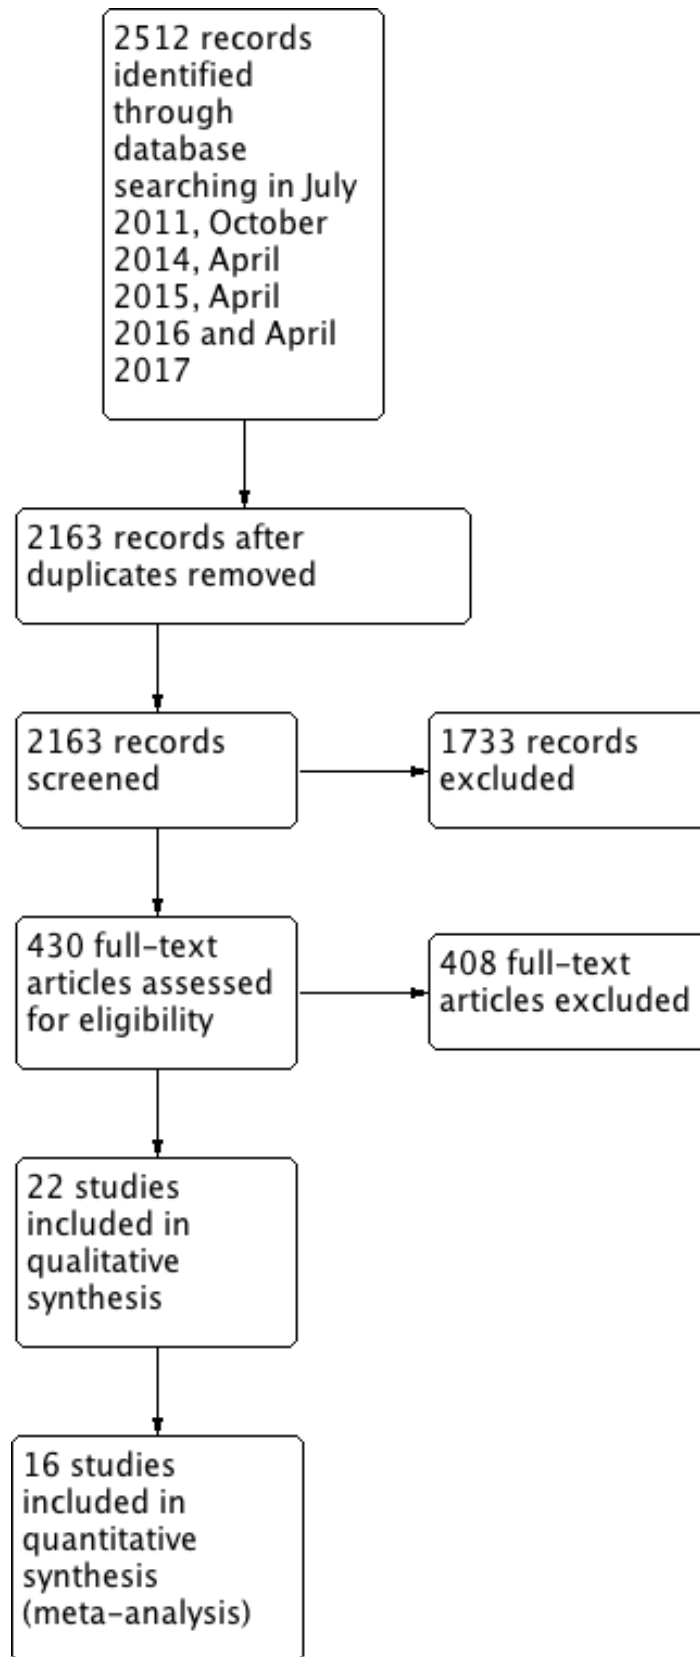 2512 records
identified
through
database
searching in July
2011, October
2014, April
2015, April
2016 and April
2017
2163 records after
duplicates removed
2163 records
screened
1733 records
excluded
430 full-text
articles assessed
for eligibility
408 full-text
articles excluded
22 studies
included in
qualitative
synthesis
16 studies
included in
quantitative
synthesis
(meta-analysis)